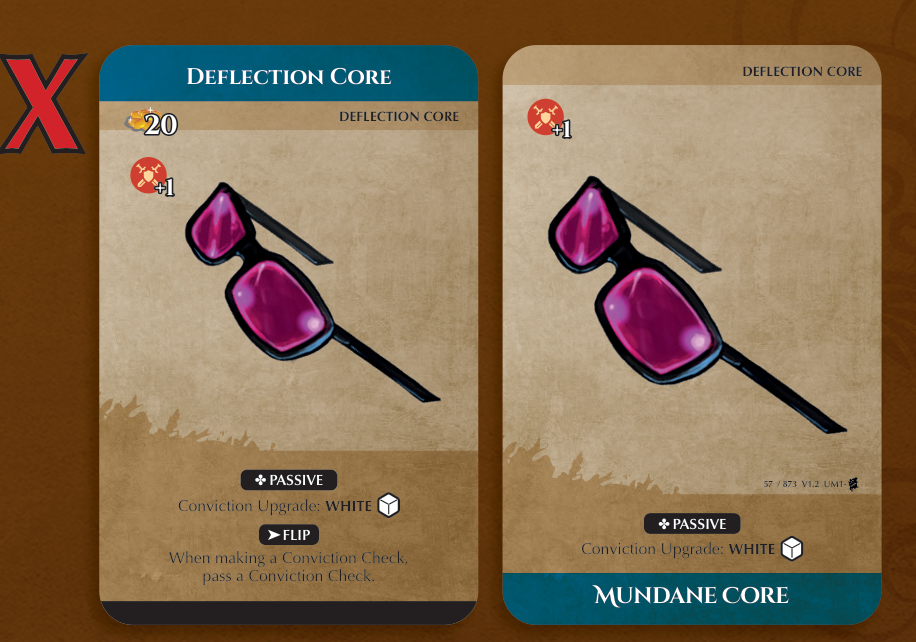 X
DEFLECTION CORE
20
DEFLECTION CORE
+1
PASSIVE
Conviction Upgrade: WHITE
FLIP
When making a Conviction Check,
pass a Conviction Check.
DEFLECTION CORE
+1
57 / 873 V1.2 UM1-
PASSIVE
Conviction Upgrade: WHITE
MUNDANE CORE